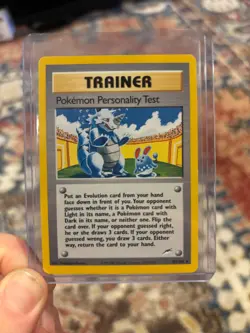 TRAINER
Pokémon Personality Test
Put an Evolution card from your hand
face down in front of you. Your opponent
guesses whether it is a Pokémon card with
Light in its name, a Pokémon card with
Dark in its name, or neither one. Flip the
card over. If your opponent guessed right,
he or she draws 3 cards. If your opponent
guessed wrong, you draw 3 cards. Either
way, return the card to your hand.